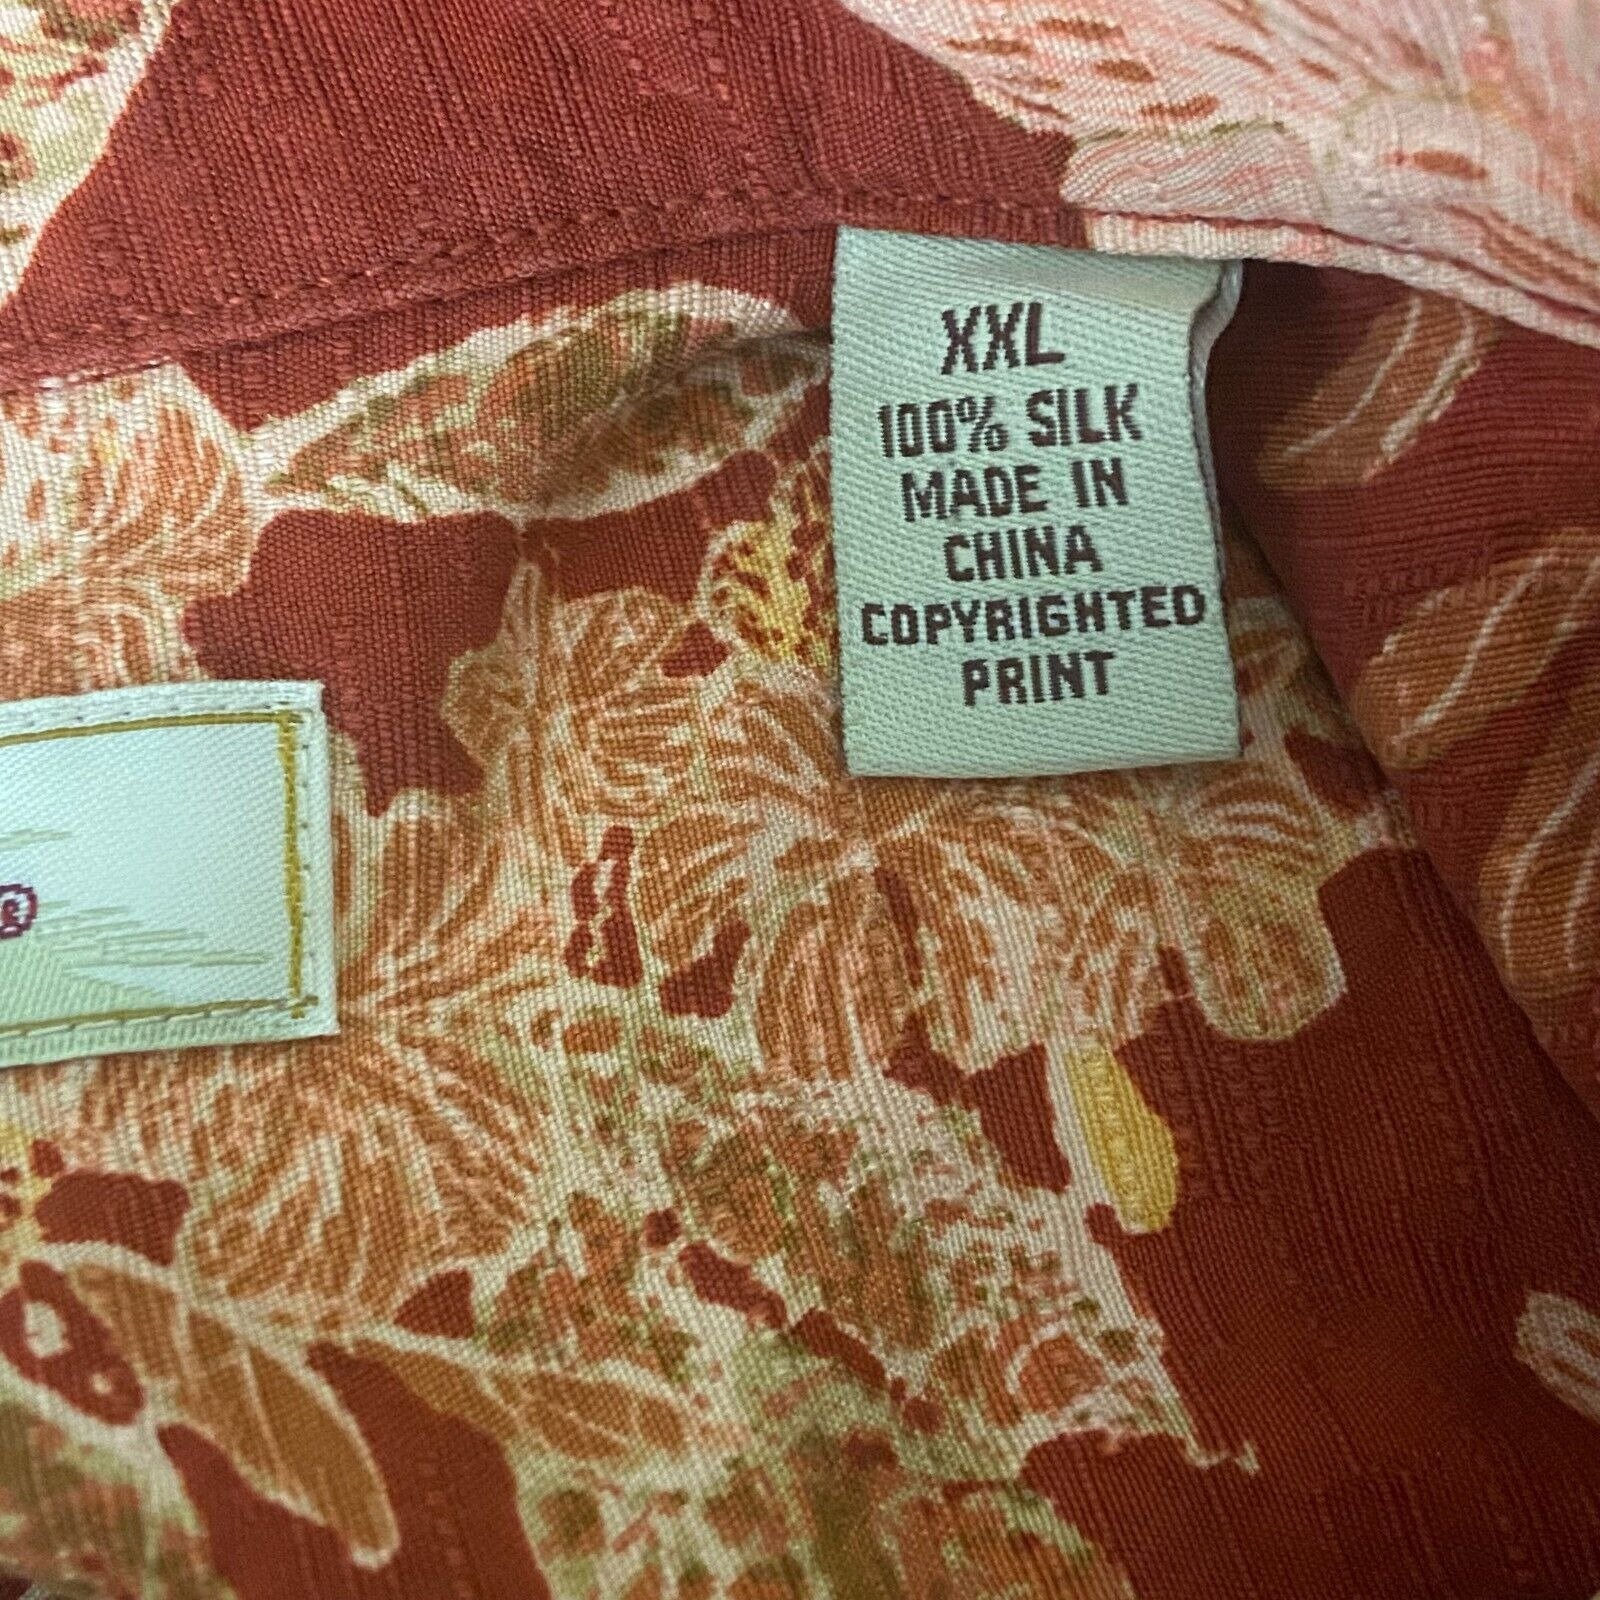 XXL
100% SILK
MADE IN
CHINA
COPYRIGHTED
PRINT
®